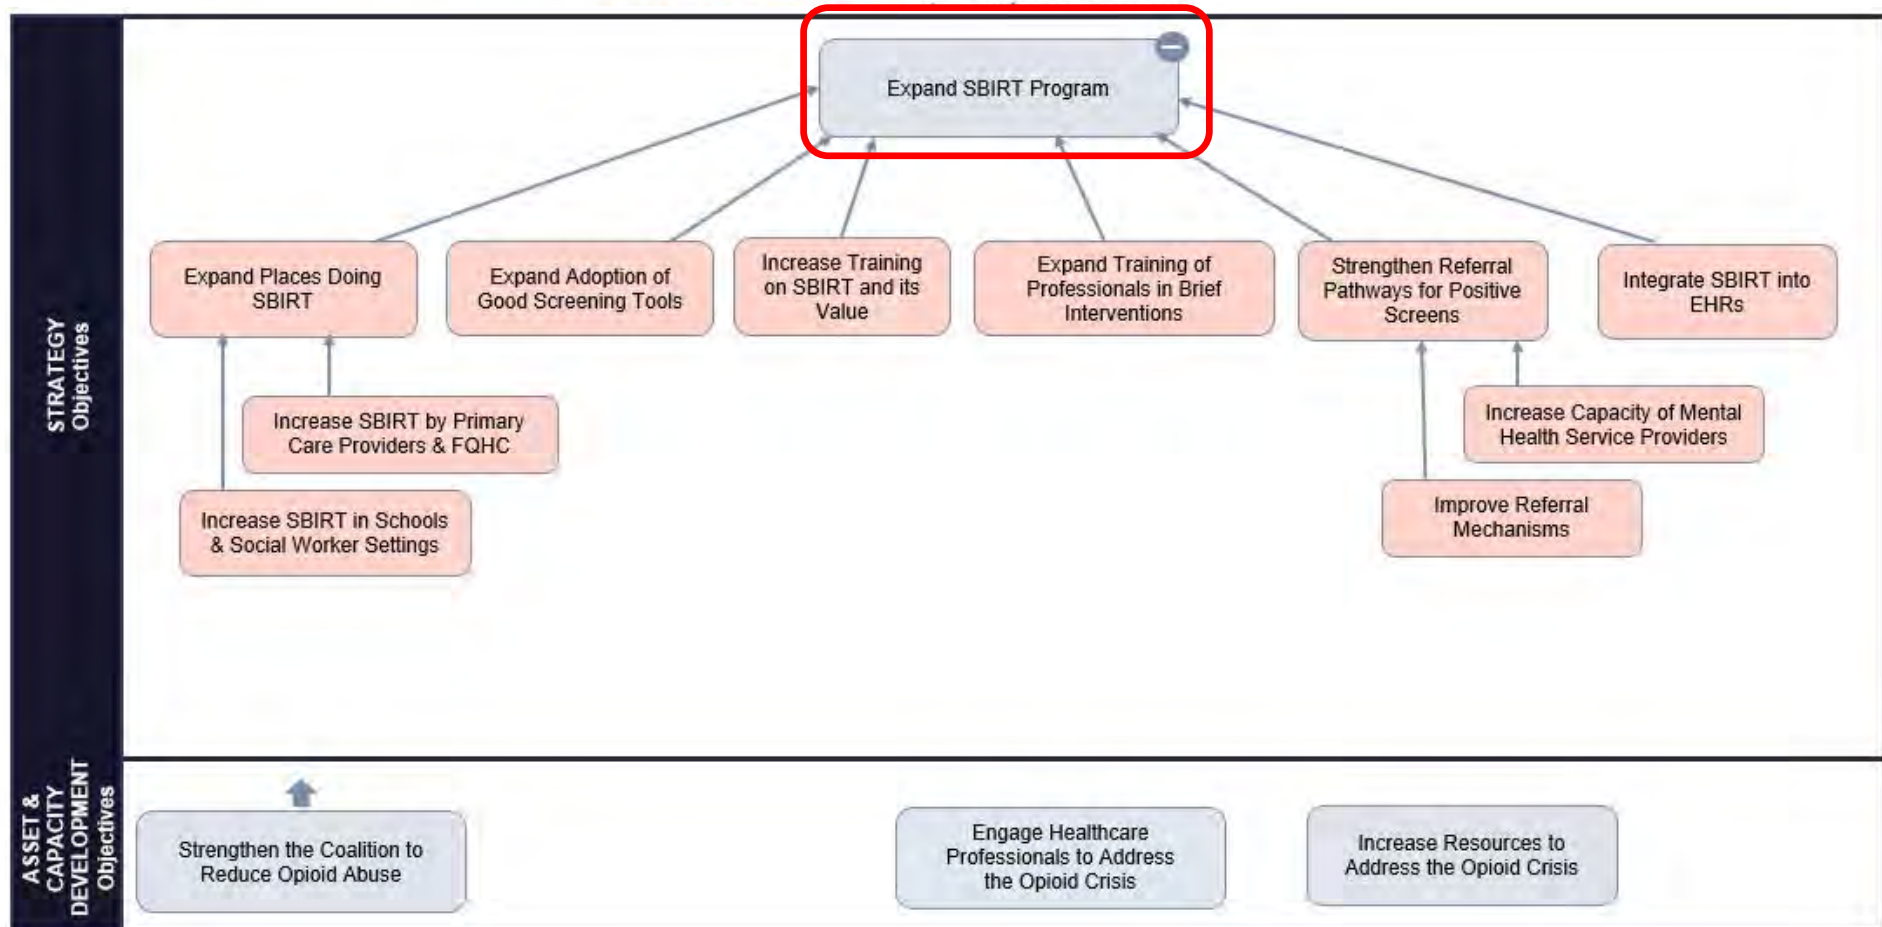 Expand SBIRT Program
Expand Places Doing
SBIRT
Expand Adoption of
Good Screening Tools
Increase Training
on SBIRT and its
Value
Expand Training of
Professionals in Brief
Interventions
Strengthen Referral
Pathways for Positive
Screens
Integrate SBIRT into
EHRs
STRATEGY
Objectives
Increase SBIRT by Primary
Care Providers & FQHC
Increase Capacity of Mental
Health Service Providers
Increase SBIRT in Schools
& Social Worker Settings
Improve Referral
Mechanisms
ASSET &
CAPACITY
DEVELOPMENT
Objectives
Strengthen the Coalition to
Reduce Opioid Abuse
Engage Healthcare
Professionals to Address
the Opioid Crisis
Increase Resources to
Address the Opioid Crisis